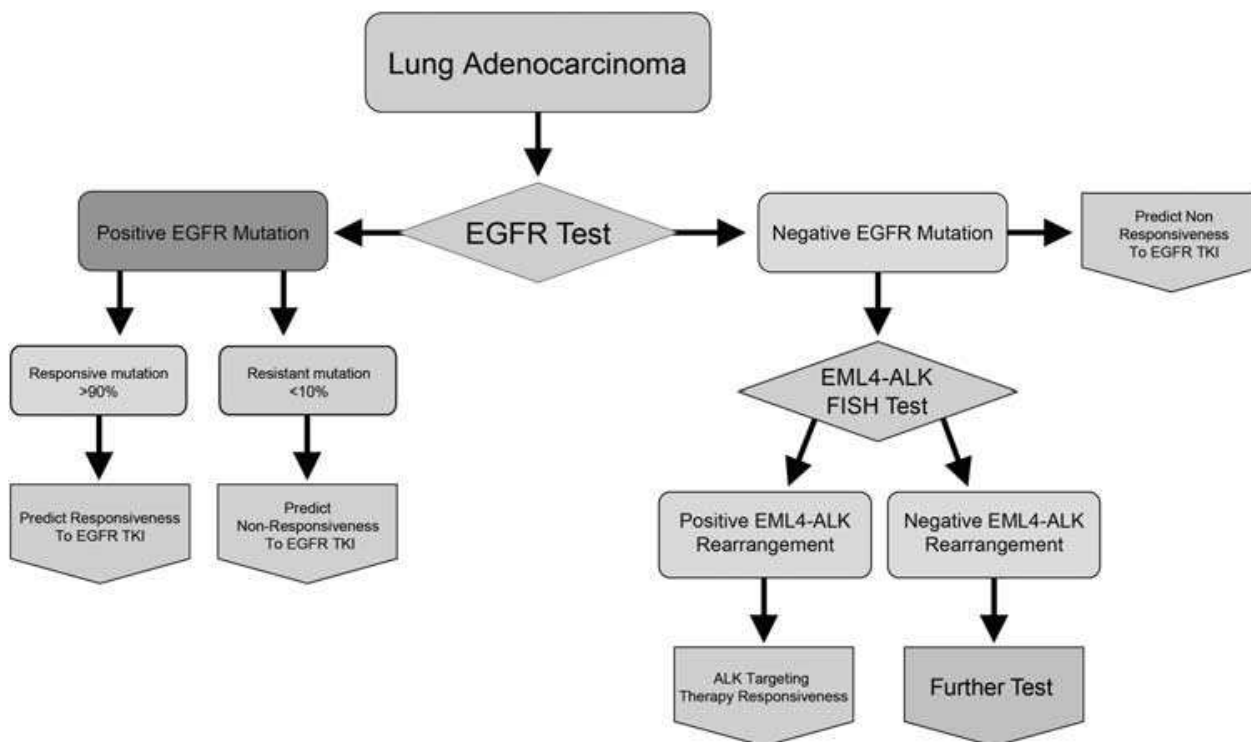 Lung Adenocarcinoma
Positive EGFR Mutation
EGFR Test
Negative EGFR Mutation
Predict Non
Responsiveness
To EGFR TKI
Responsive mutation
>90%
Resistant mutation
<10%
EML4-ALK
FISH Test
Predict Responsiveness
To EGFR TKI
Predict
Non-Responsiveness
To EGFR TKI
Positive EML4-ALK
Rearrangement
Negative EML4-ALK
Rearrangement
ALK Targeting
Therapy Responsiveness
Further Test